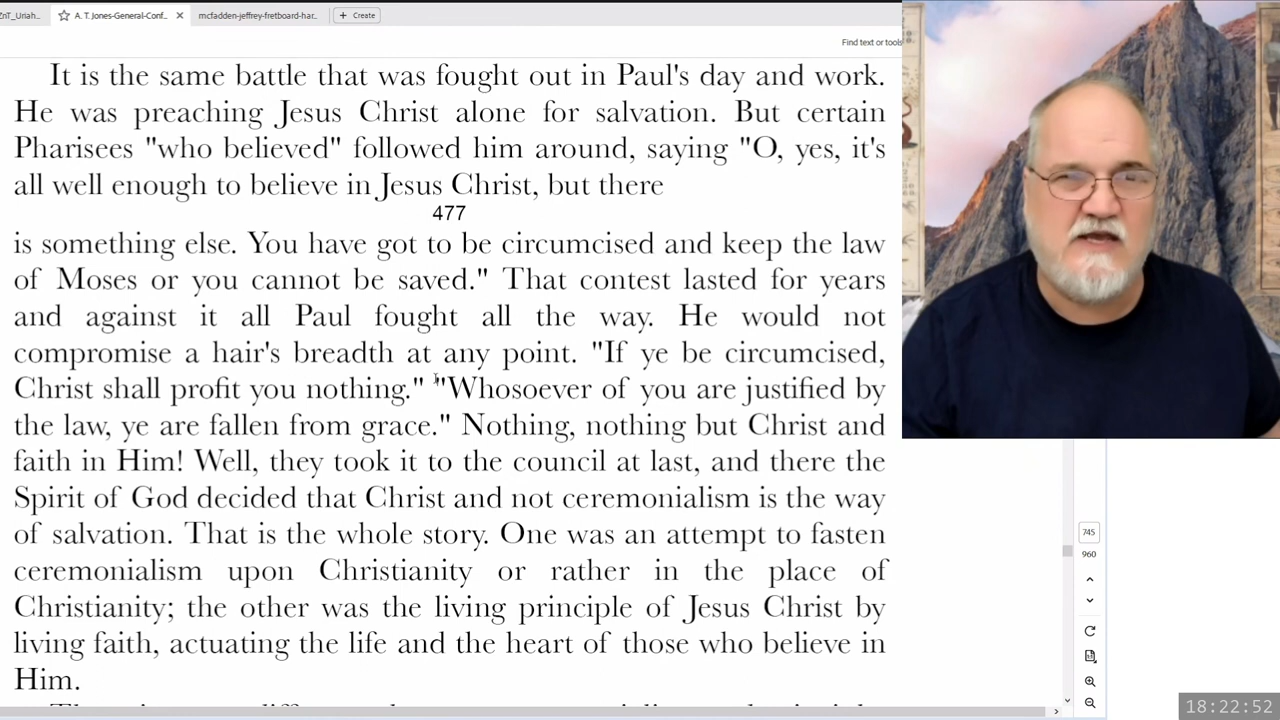 ZnT_Uriah...
A. T. Jones-General-Conf...
mcfadden-jeffrey-fretboard-har...
Create
Find text or tools
It is the same battle that was fought out in Paul's day and work.
He was preaching Jesus Christ alone for salvation. But certain
Pharisees "who believed" followed him around, saying "O, yes, it's
all well enough to believe in Jesus Christ, but there
477
is something else. You have got to be circumcised and keep the law
of Moses or you cannot be saved." That contest lasted for years
and against it all Paul fought all the way. He would not
compromise a hair's breadth at any point. "If ye be circumcised,
Christ shall profit you nothing." "Whosoever of you are justified by
the law, ye are fallen from grace." Nothing, nothing but Christ and
faith in Him! Well, they took it to the council at last, and there the
Spirit of God decided that Christ and not ceremonialism is the way
of salvation. That is the whole story. One was an attempt to fasten
ceremonialism upon Christianity or rather in the place of
Christianity; the other was the living principle of Jesus Christ by
living faith, actuating the life and the heart of those who believe in
Him.
745
960
18:22:52